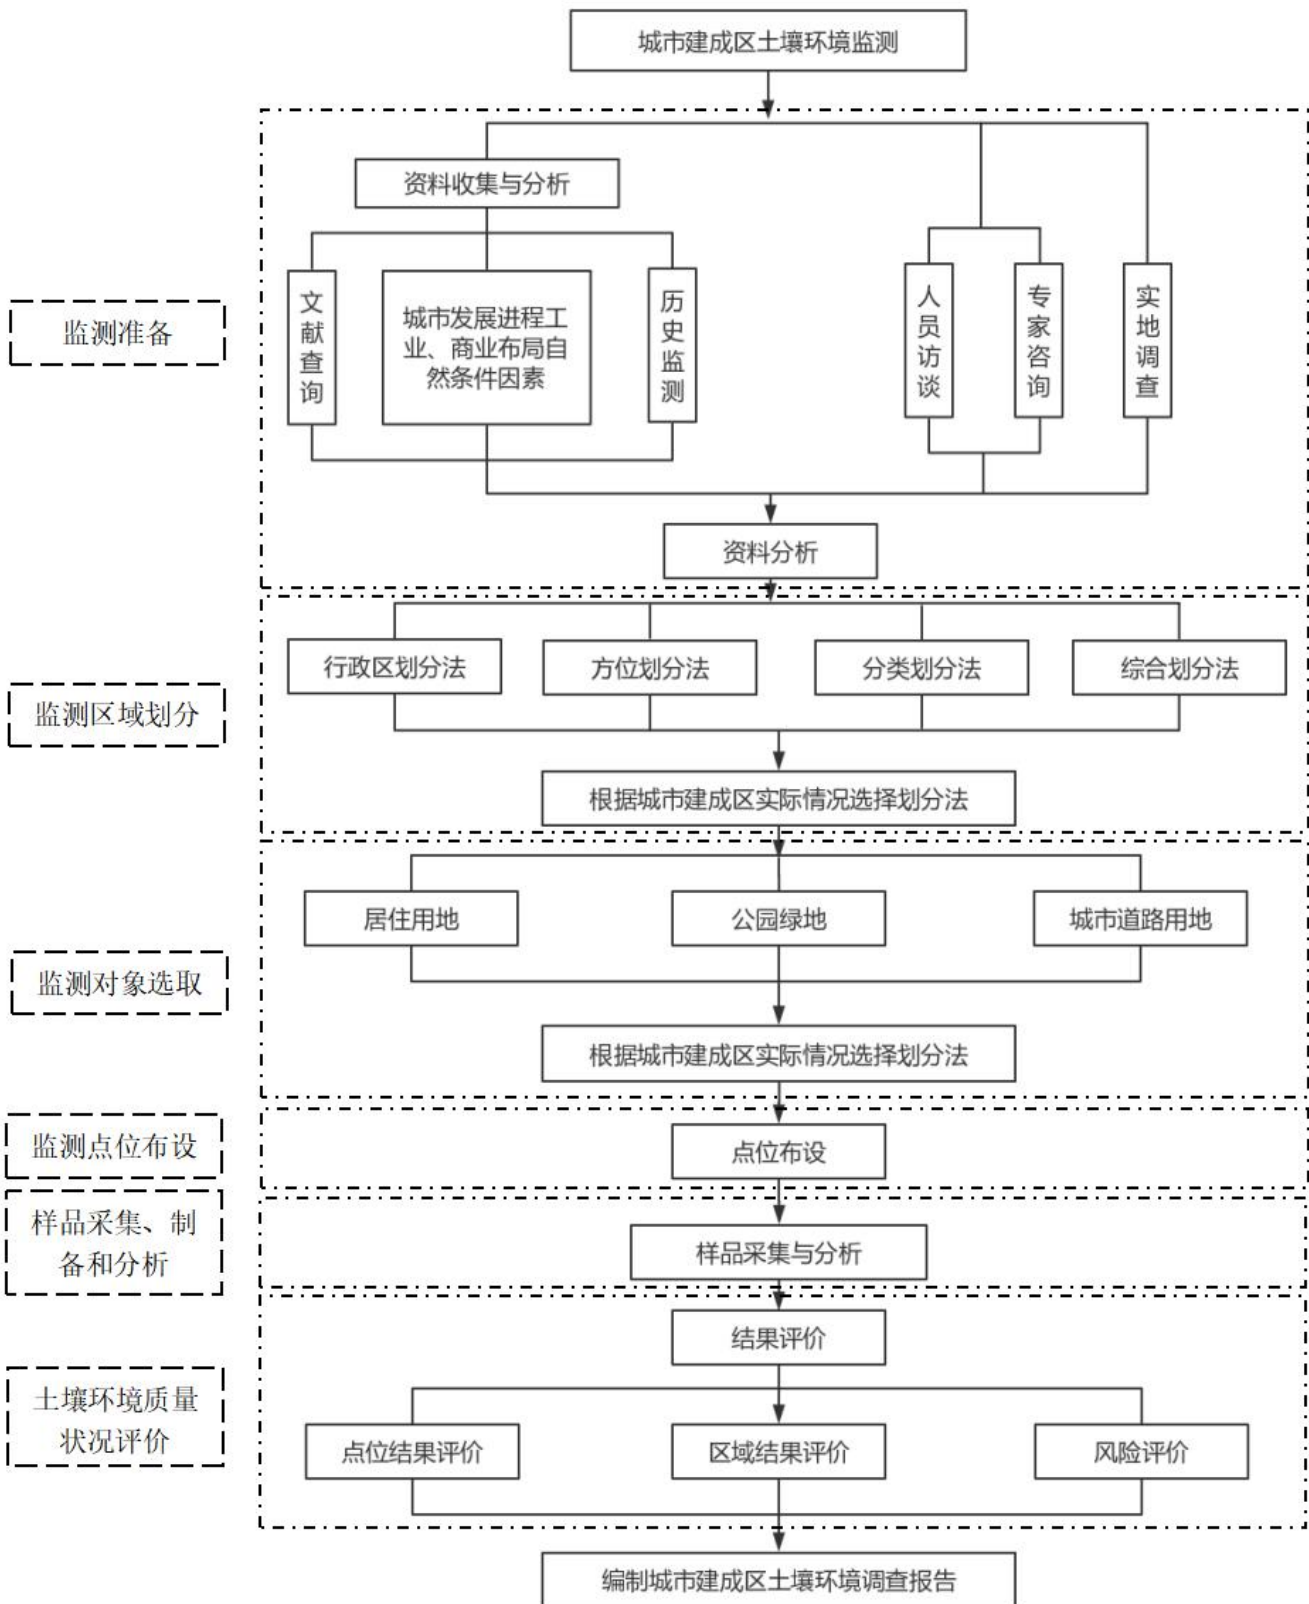 城市建成区土壤环境监测
监测准备
资料收集与分析
文献查询
城市发展进程工
业、商业布局自
然条件因素
历史监测
人员访谈
专家咨询
实地调查
资料分析
监测区域划分
行政区划分法
方位划分法
分类划分法
综合划分法
根据城市建成区实际情况选择划分法
监测对象选取
居住用地
公园绿地
城市道路用地
根据城市建成区实际情况选择划分法
监测点位布设
点位布设
样品采集、制
备和分析
样品采集与分析
土壤环境质量
状况评价
结果评价
点位结果评价
区域结果评价
风险评价
编制城市建成区土壤环境调查报告